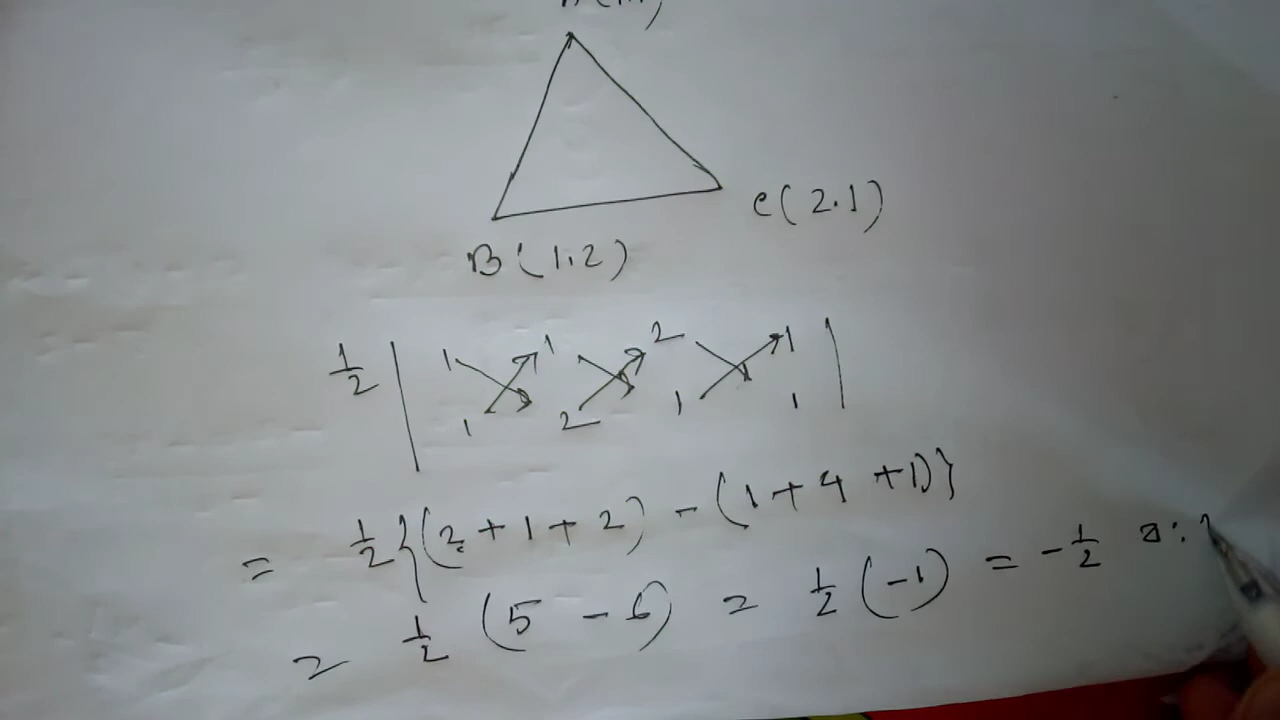 C(2.1)
B(1.2)
1/2 | 1 1 2 1
1 2 1 1 |
= 1/2 {(2+1+2) - (1+4+1)}
= 1/2 (5 - 6) = 1/2 (-1) = -1/2